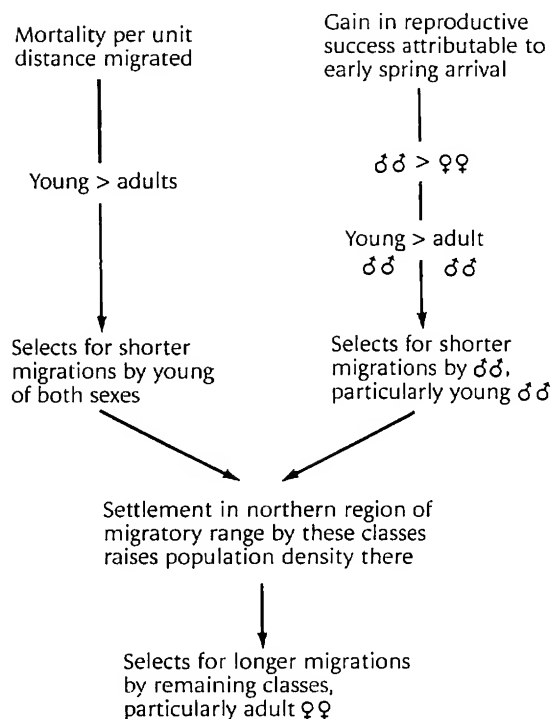 Mortality per unit
distance migrated
Young > adults
Selects for shorter
migrations by young
of both sexes
Gain in reproductive
success attributable to
early spring arrival
♂♂ > ♀♀
Young > adult
♂♂ ♂♂
Selects for shorter
migrations by ♂♂,
particularly young ♂♂
Settlement in northern region of
migratory range by these classes
raises population density there
Selects for longer migrations
by remaining classes,
particularly adult ♀♀